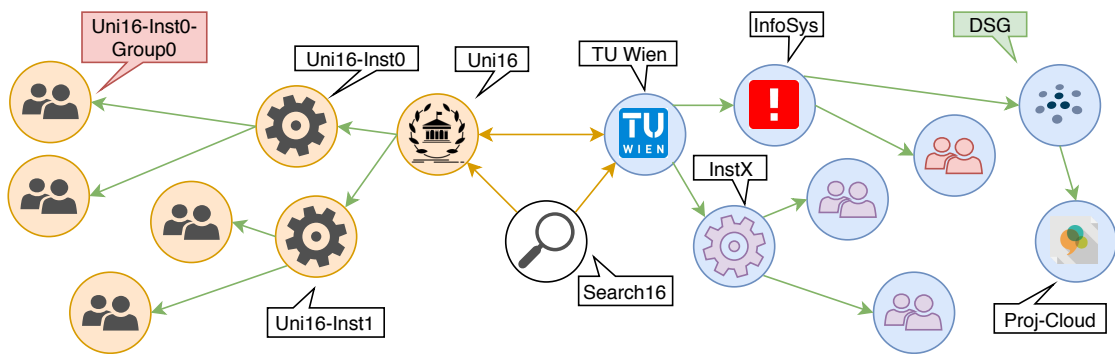 Uni16-Inst0-
Group0
Uni16-Inst0
Uni16
TU Wien
InfoSys
DSG
TU
WIEN
!
InstX
Search16
Uni16-Inst1
Proj-Cloud